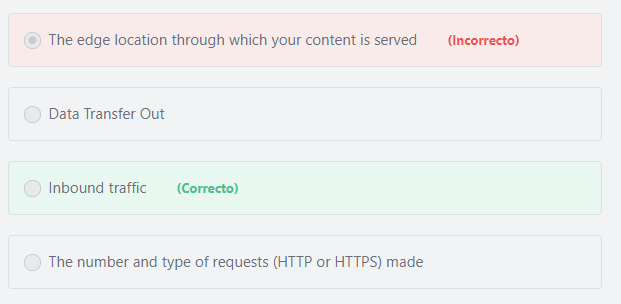 The edge location through which your content is served (Incorrecto)
Data Transfer Out
Inbound traffic (Correcto)
The number and type of requests (HTTP or HTTPS) made